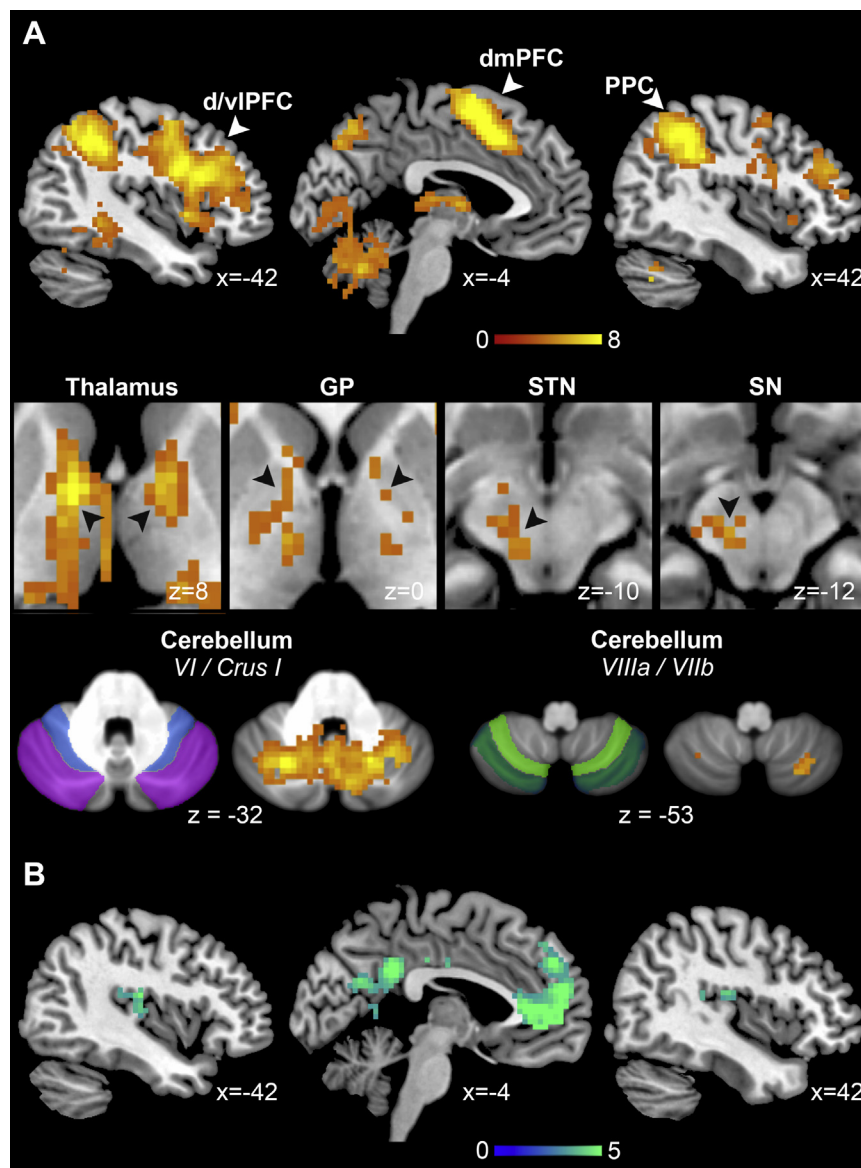 A
d/vlPFC
dmPFC
PPC
x=-42
x=-4
x=42
0 8
Thalamus
GP
STN
SN
z=8
z=0
z=-10
z=-12
Cerebellum
VI / Crus I
Cerebellum
VIIIa / VIIb
z = -32
z = -53
B
x=-42
x=-4
x=42
0 5